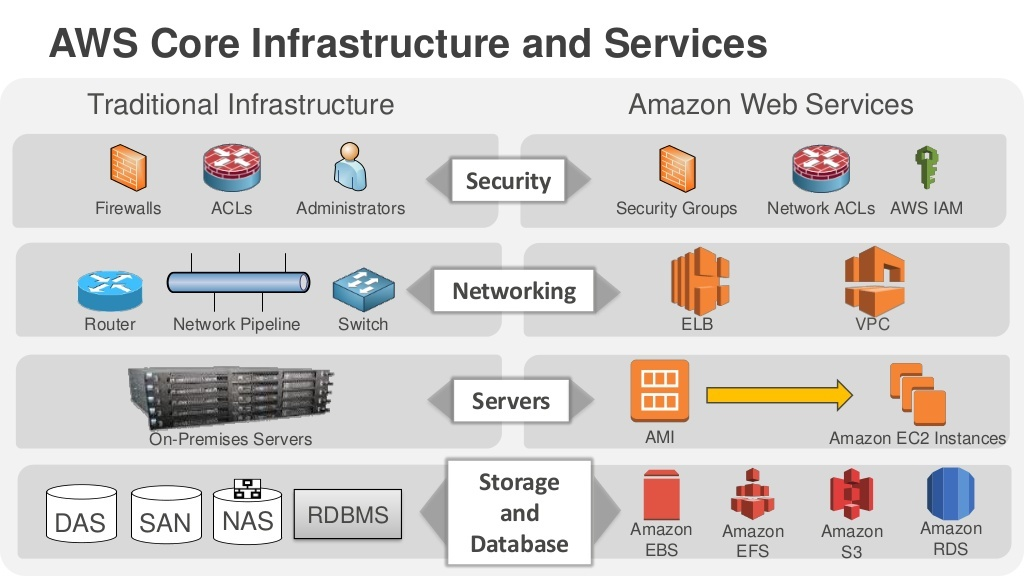 AWS Core Infrastructure and Services
Traditional Infrastructure
Amazon Web Services
Firewalls
ACLs
Administrators
Security
Security Groups
Network ACLs
AWS IAM
Router
Network Pipeline
Switch
Networking
ELB
VPC
On-Premises Servers
Servers
AMI
Amazon EC2 Instances
DAS
SAN
NAS
RDBMS
Storage
and
Database
Amazon
EBS
Amazon
EFS
Amazon
S3
Amazon
RDS